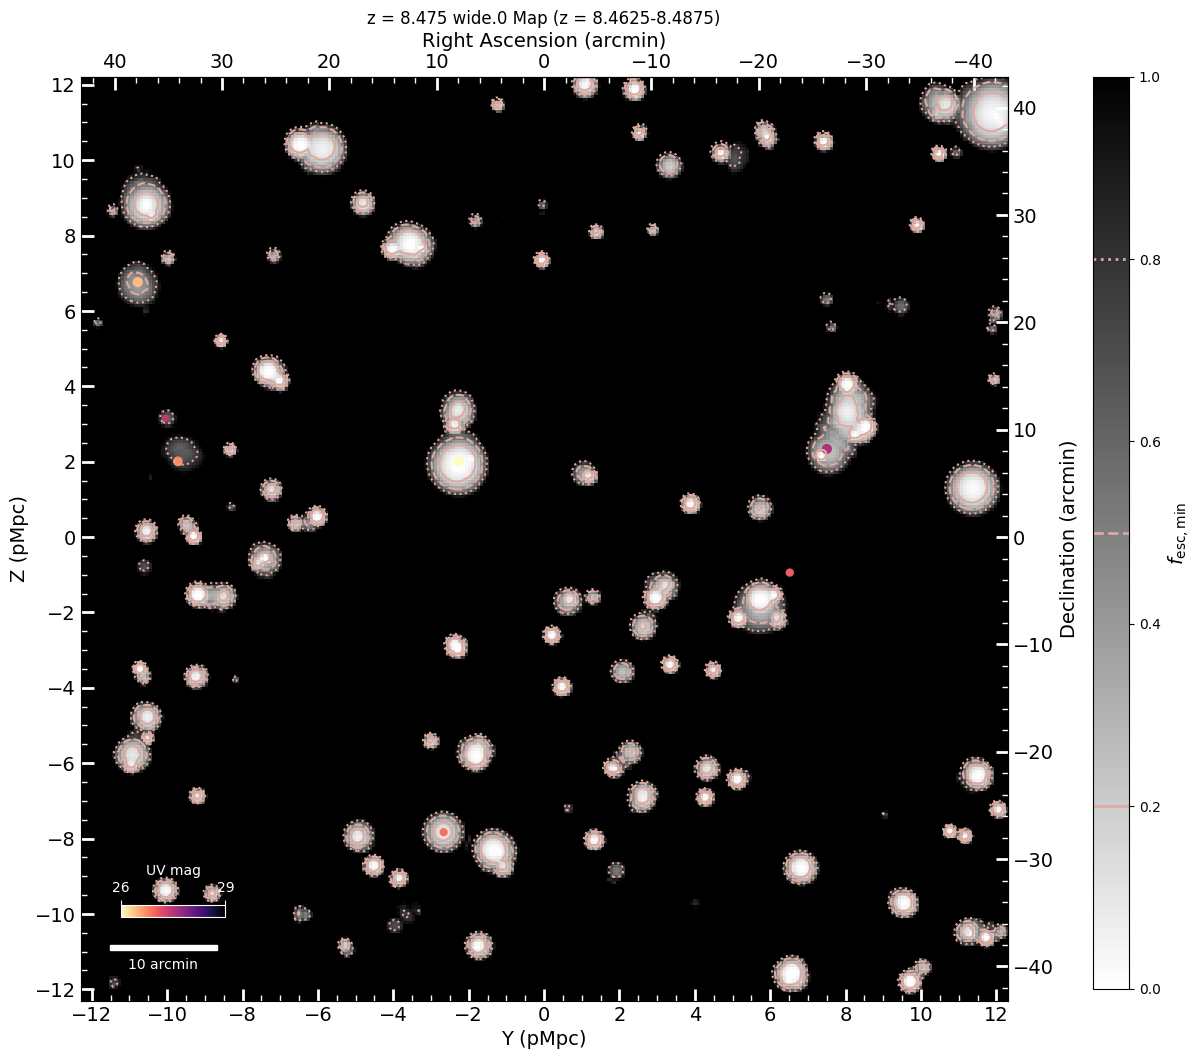 z = 8.475 wide.0 Map (z = 8.4625-8.4875)
Right Ascension (arcmin)
40 30 20 10 0 −10 −20 −30 −40
12 10 8 6 4 2 0 −2 −4 −6 −8 −10 −12
Z (pMpc)
40 30 20 10 0 −10 −20 −30 −40
Declination (arcmin)
1.0 0.8 0.6 0.4 0.2 0.0
f_esc,min
UV mag
26 29
10 arcmin
−12 −10 −8 −6 −4 −2 0 2 4 6 8 10 12
Y (pMpc)